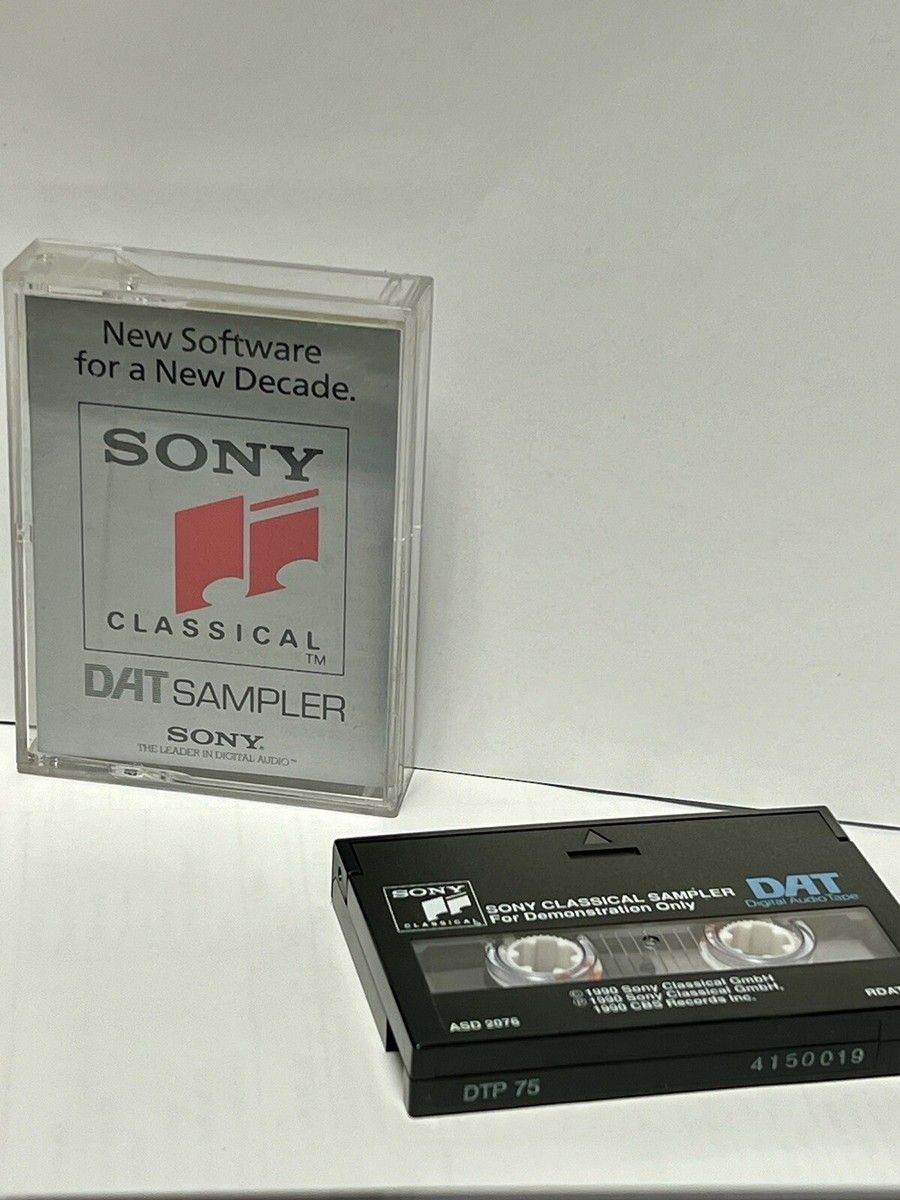 New Software
for a New Decade.
SONY
CLASSICAL
TM
DAT SAMPLER
SONY®
THE LEADER IN DIGITAL AUDIO™
SONY
CLASSICAL
SONY CLASSICAL SAMPLER
For Demonstration Only
DAT
Digital Audio Tape
© 1990 Sony Classical GmbH
℗ 1990 Sony Classical GmbH,
1990 CBS Records Inc.
ASD 2076
RDAT
DTP 75
4150019